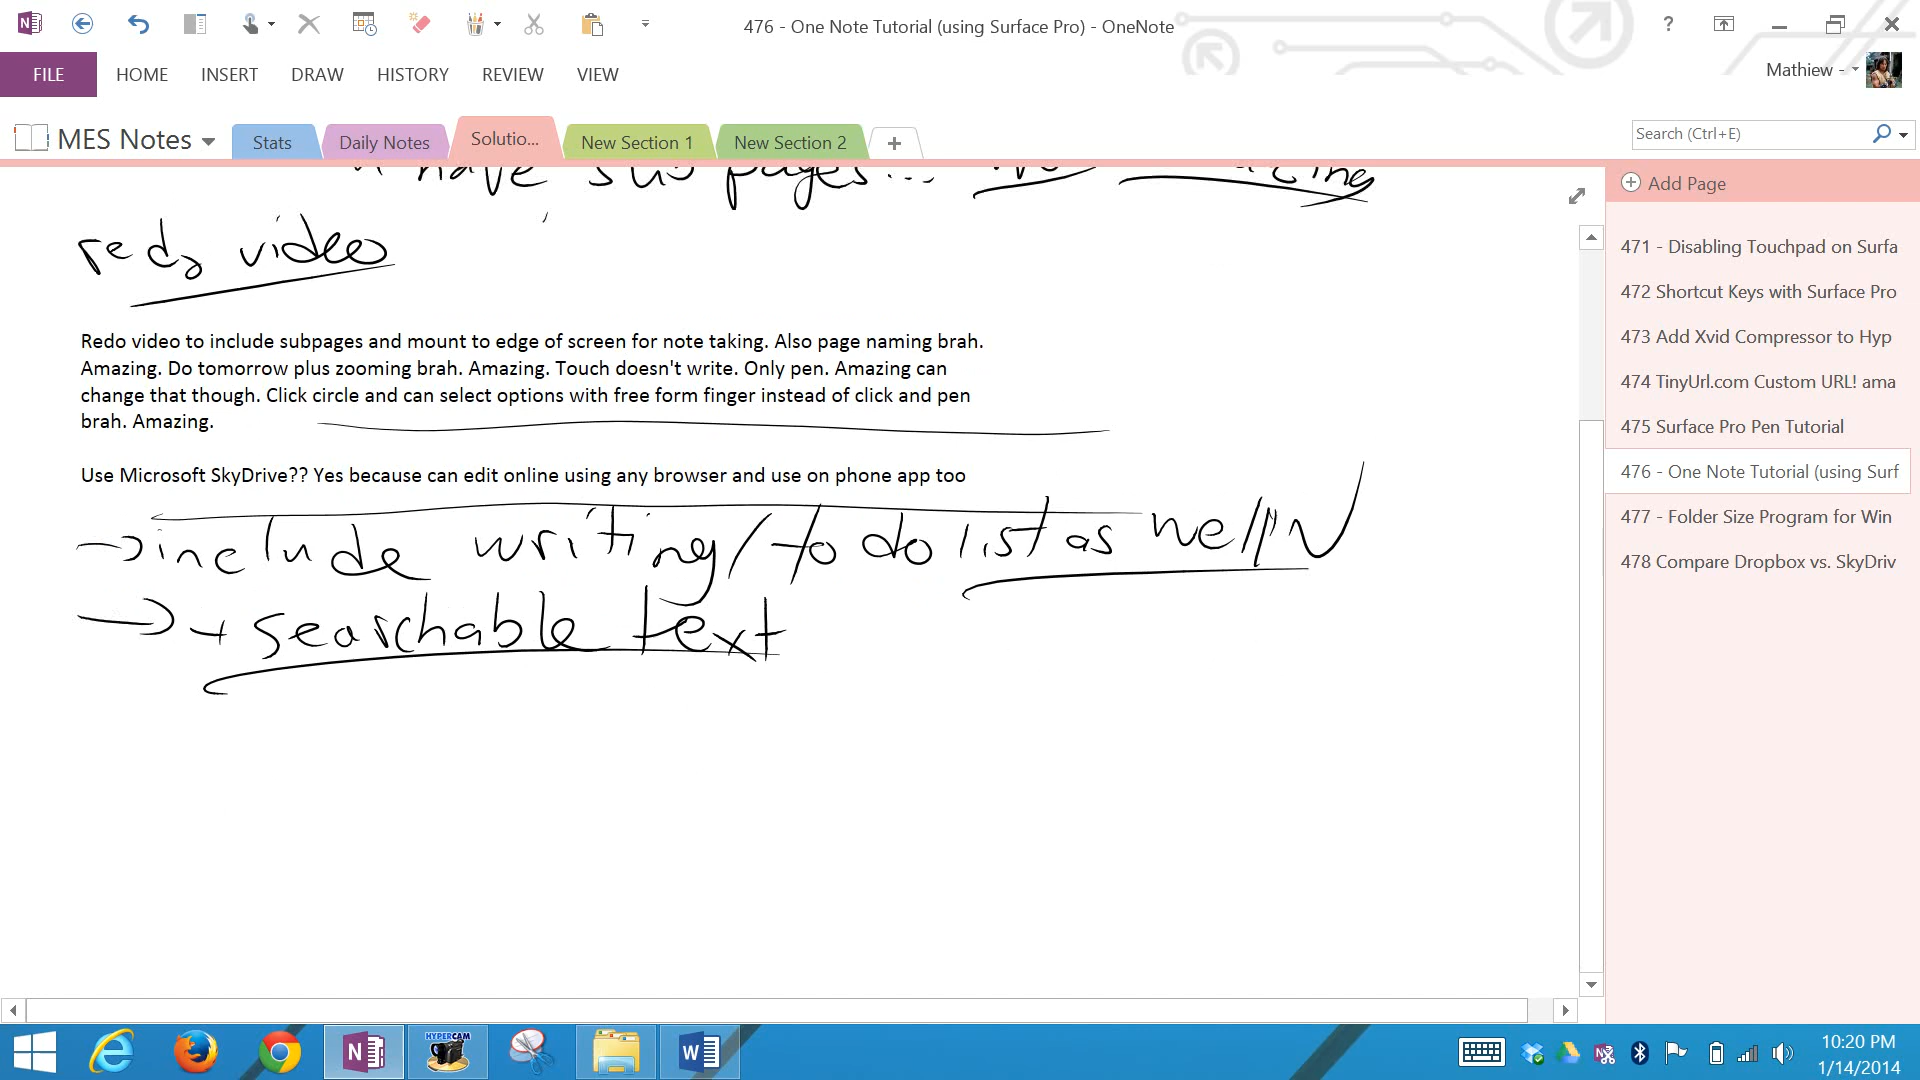 476 - One Note Tutorial (using Surface Pro) - OneNote
?
FILE HOME INSERT DRAW HISTORY REVIEW VIEW
Mathiew -
MES Notes
Stats
Daily Notes
Solutio...
New Section 1
New Section 2
Search (Ctrl+E)
have sub pages...
redo video
Redo video to include subpages and mount to edge of screen for note taking. Also page naming brah.
Amazing. Do tomorrow plus zooming brah. Amazing. Touch doesn't write. Only pen. Amazing can
change that though. Click circle and can select options with free form finger instead of click and pen
brah. Amazing.
Use Microsoft SkyDrive?? Yes because can edit online using any browser and use on phone app too
→ include writing / to do list as well
→ + searchable text
Add Page
471 - Disabling Touchpad on Surfa
472 Shortcut Keys with Surface Pro
473 Add Xvid Compressor to Hyp
474 TinyUrl.com Custom URL! ama
475 Surface Pro Pen Tutorial
476 - One Note Tutorial (using Surf
477 - Folder Size Program for Win
478 Compare Dropbox vs. SkyDriv
HYPERCAM
10:20 PM
1/14/2014